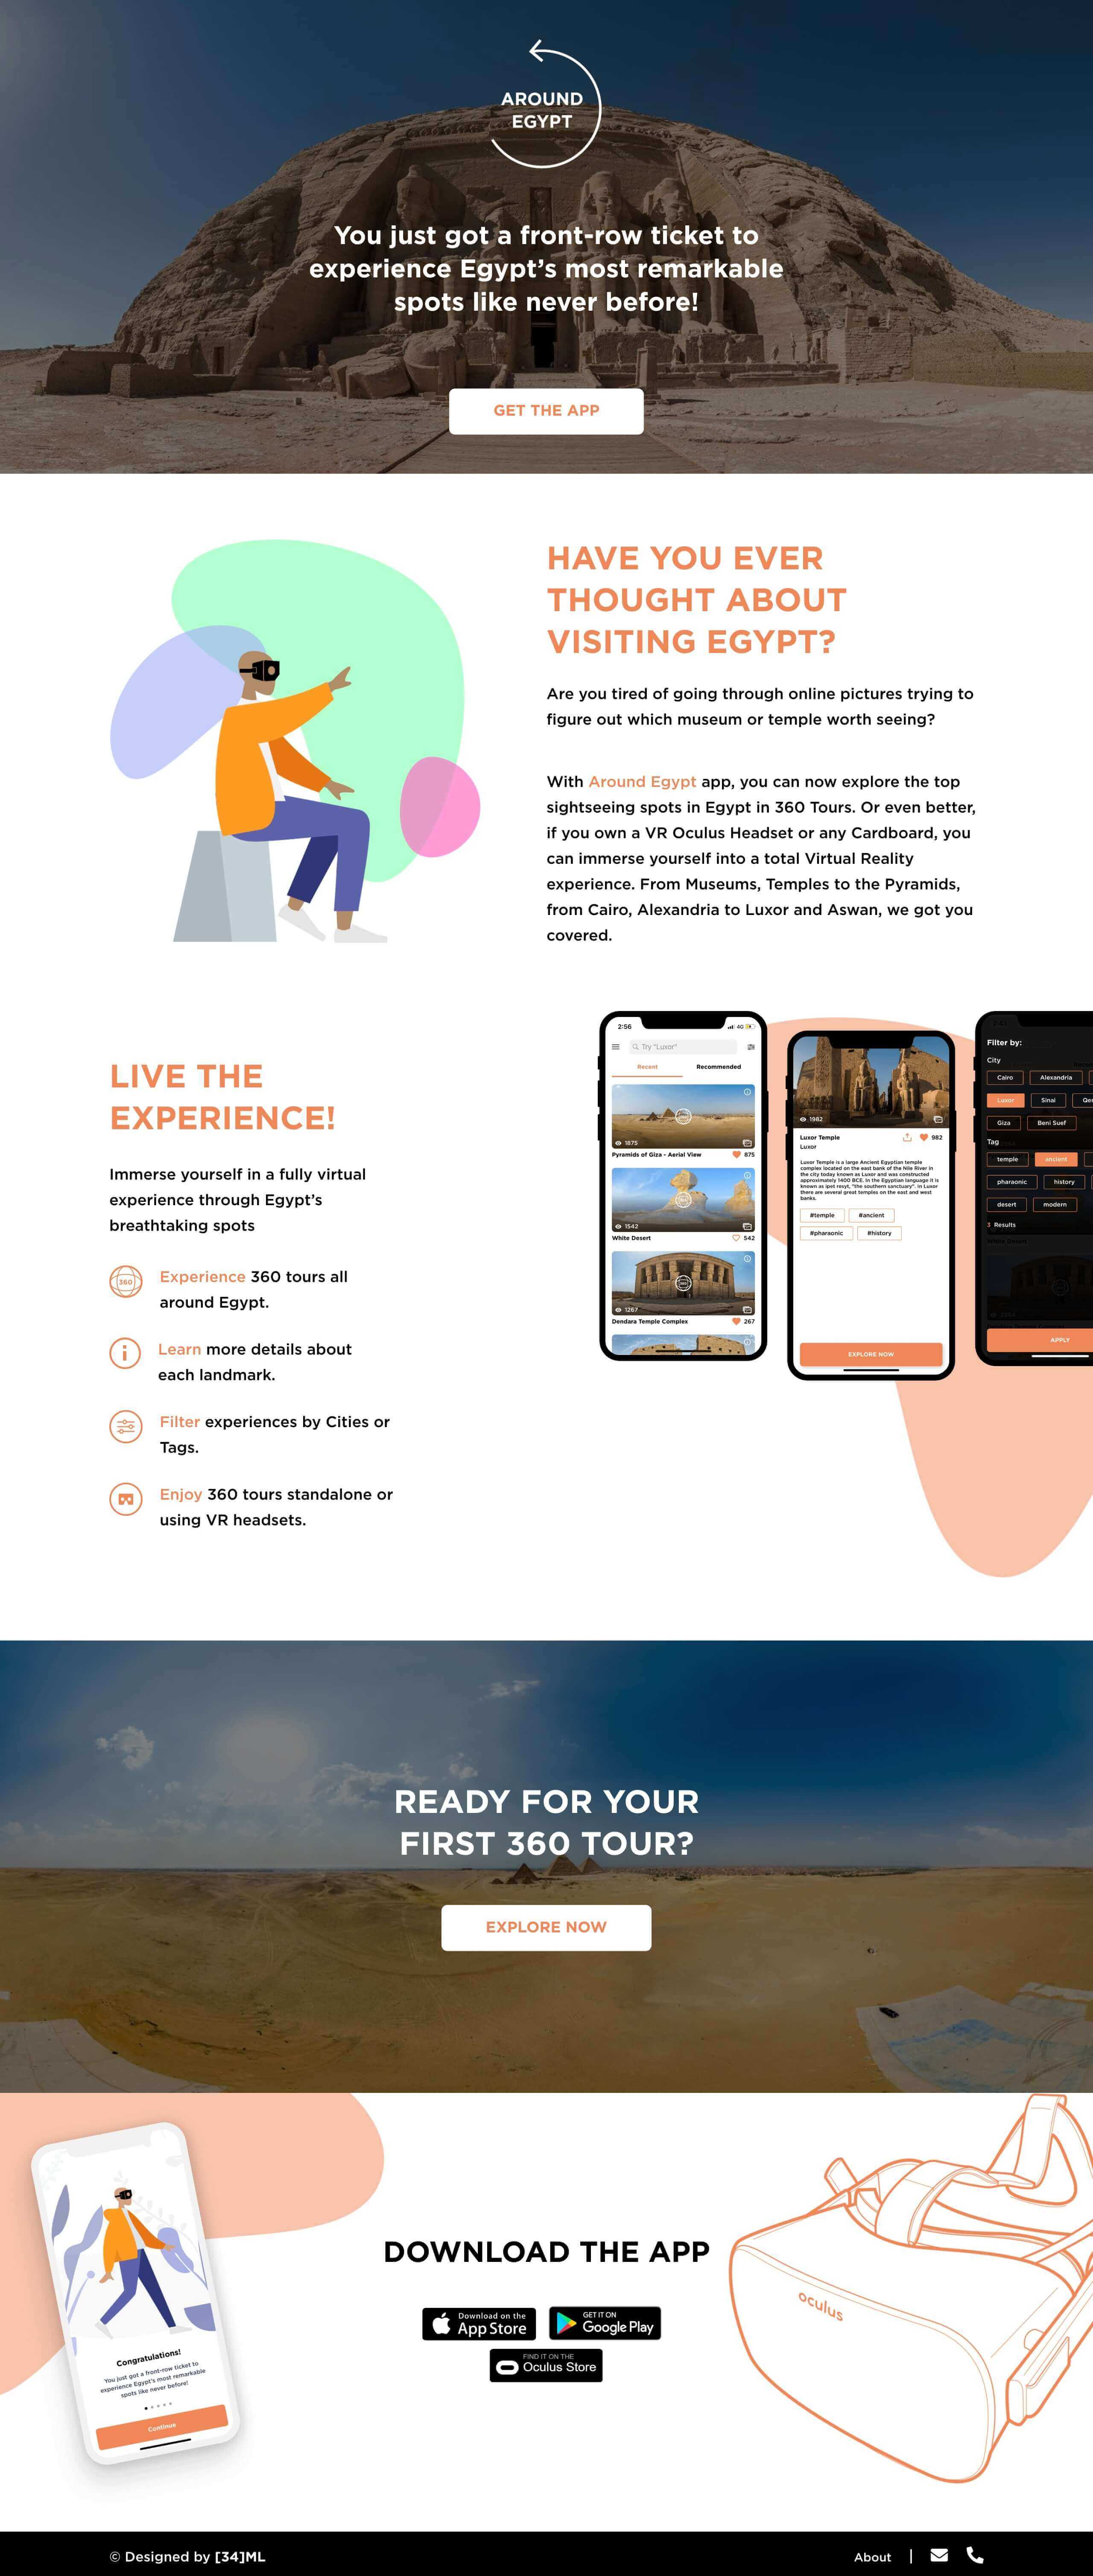 AROUND
EGYPT
You just got a front-row ticket to
experience Egypt's most remarkable
spots like never before!
GET THE APP
HAVE YOU EVER
THOUGHT ABOUT
VISITING EGYPT?
Are you tired of going through online pictures trying to
figure out which museum or temple worth seeing?
With Around Egypt app, you can now explore the top
sightseeing spots in Egypt in 360 Tours. Or even better,
if you own a VR Oculus Headset or any Cardboard, you
can immerse yourself into a total Virtual Reality
experience. From Museums, Temples to the Pyramids,
from Cairo, Alexandria to Luxor and Aswan, we got you
covered.
LIVE THE
EXPERIENCE!
Immerse yourself in a fully virtual
experience through Egypt's
breathtaking spots
360
Experience 360 tours all
around Egypt.
Learn more details about
each landmark.
Filter experiences by Cities or
Tags.
Enjoy 360 tours standalone or
using VR headsets.
2:56
4G
Try "Luxor"
Recent
Recommended
1875
Pyramids of Giza - Aerial View
875
1542
White Desert
542
1267
Dendara Temple Complex
267
1982
Luxor Temple
982
Luxor
Luxor Temple is a large Ancient Egyptian temple
complex located on the east bank of the Nile River in
the city today known as Luxor and was constructed
approximately 1400 BCE. In the Egyptian language it is
known as ipet resyt, "the southern sanctuary". In Luxor
there are several great temples on the east and west
banks.
#temple
#ancient
#pharaonic
#history
EXPLORE NOW
Filter by:
City
Cairo
Alexandria
Luxor
Sinai
Giza
Beni Suef
Tag
temple
ancient
pharaonic
history
desert
modern
3 Results
White Desert
APPLY
READY FOR YOUR
FIRST 360 TOUR?
EXPLORE NOW
Congratulations!
You just got a front-row ticket to
experience Egypt's most remarkable
spots like never before!
Continue
DOWNLOAD THE APP
Download on the
App Store
GET IT ON
Google Play
FIND IT ON THE
Oculus Store
oculus
© Designed by [34]ML
About